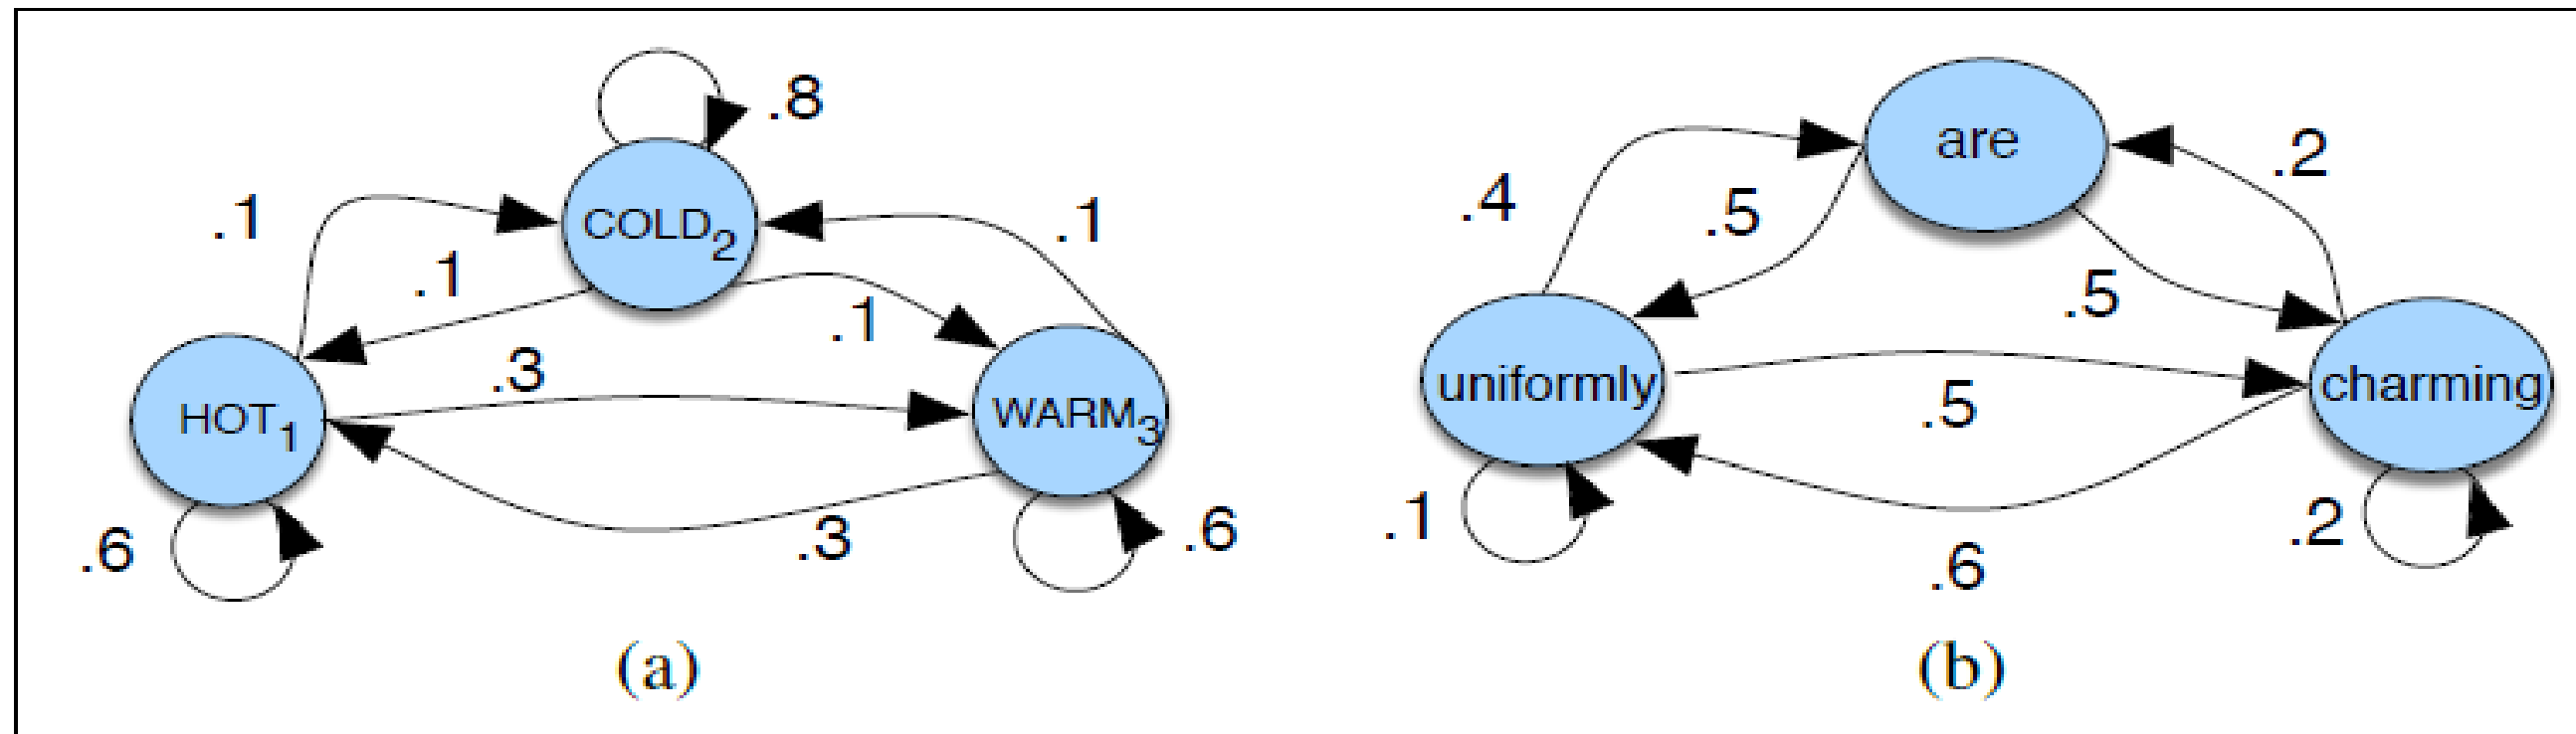 .8
COLD2
.1
.1
.1
.1
.3
HOT1
WARM3
.6
.3
.6
(a)
are
.4
.5
.2
.5
uniformly
.5
charming
.1
.6
.2
(b)